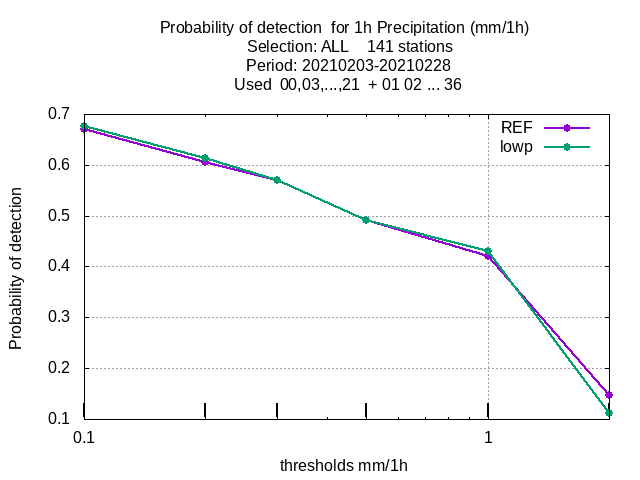 Probability of detection  for 1h Precipitation (mm/1h)
Selection: ALL    141 stations
Period: 20210203-20210228
Used  00,03,...,21  + 01 02 ... 36
REF
lowp
0.7
0.6
0.5
0.4
0.3
0.2
0.1
Probability of detection
0.1
1
thresholds mm/1h